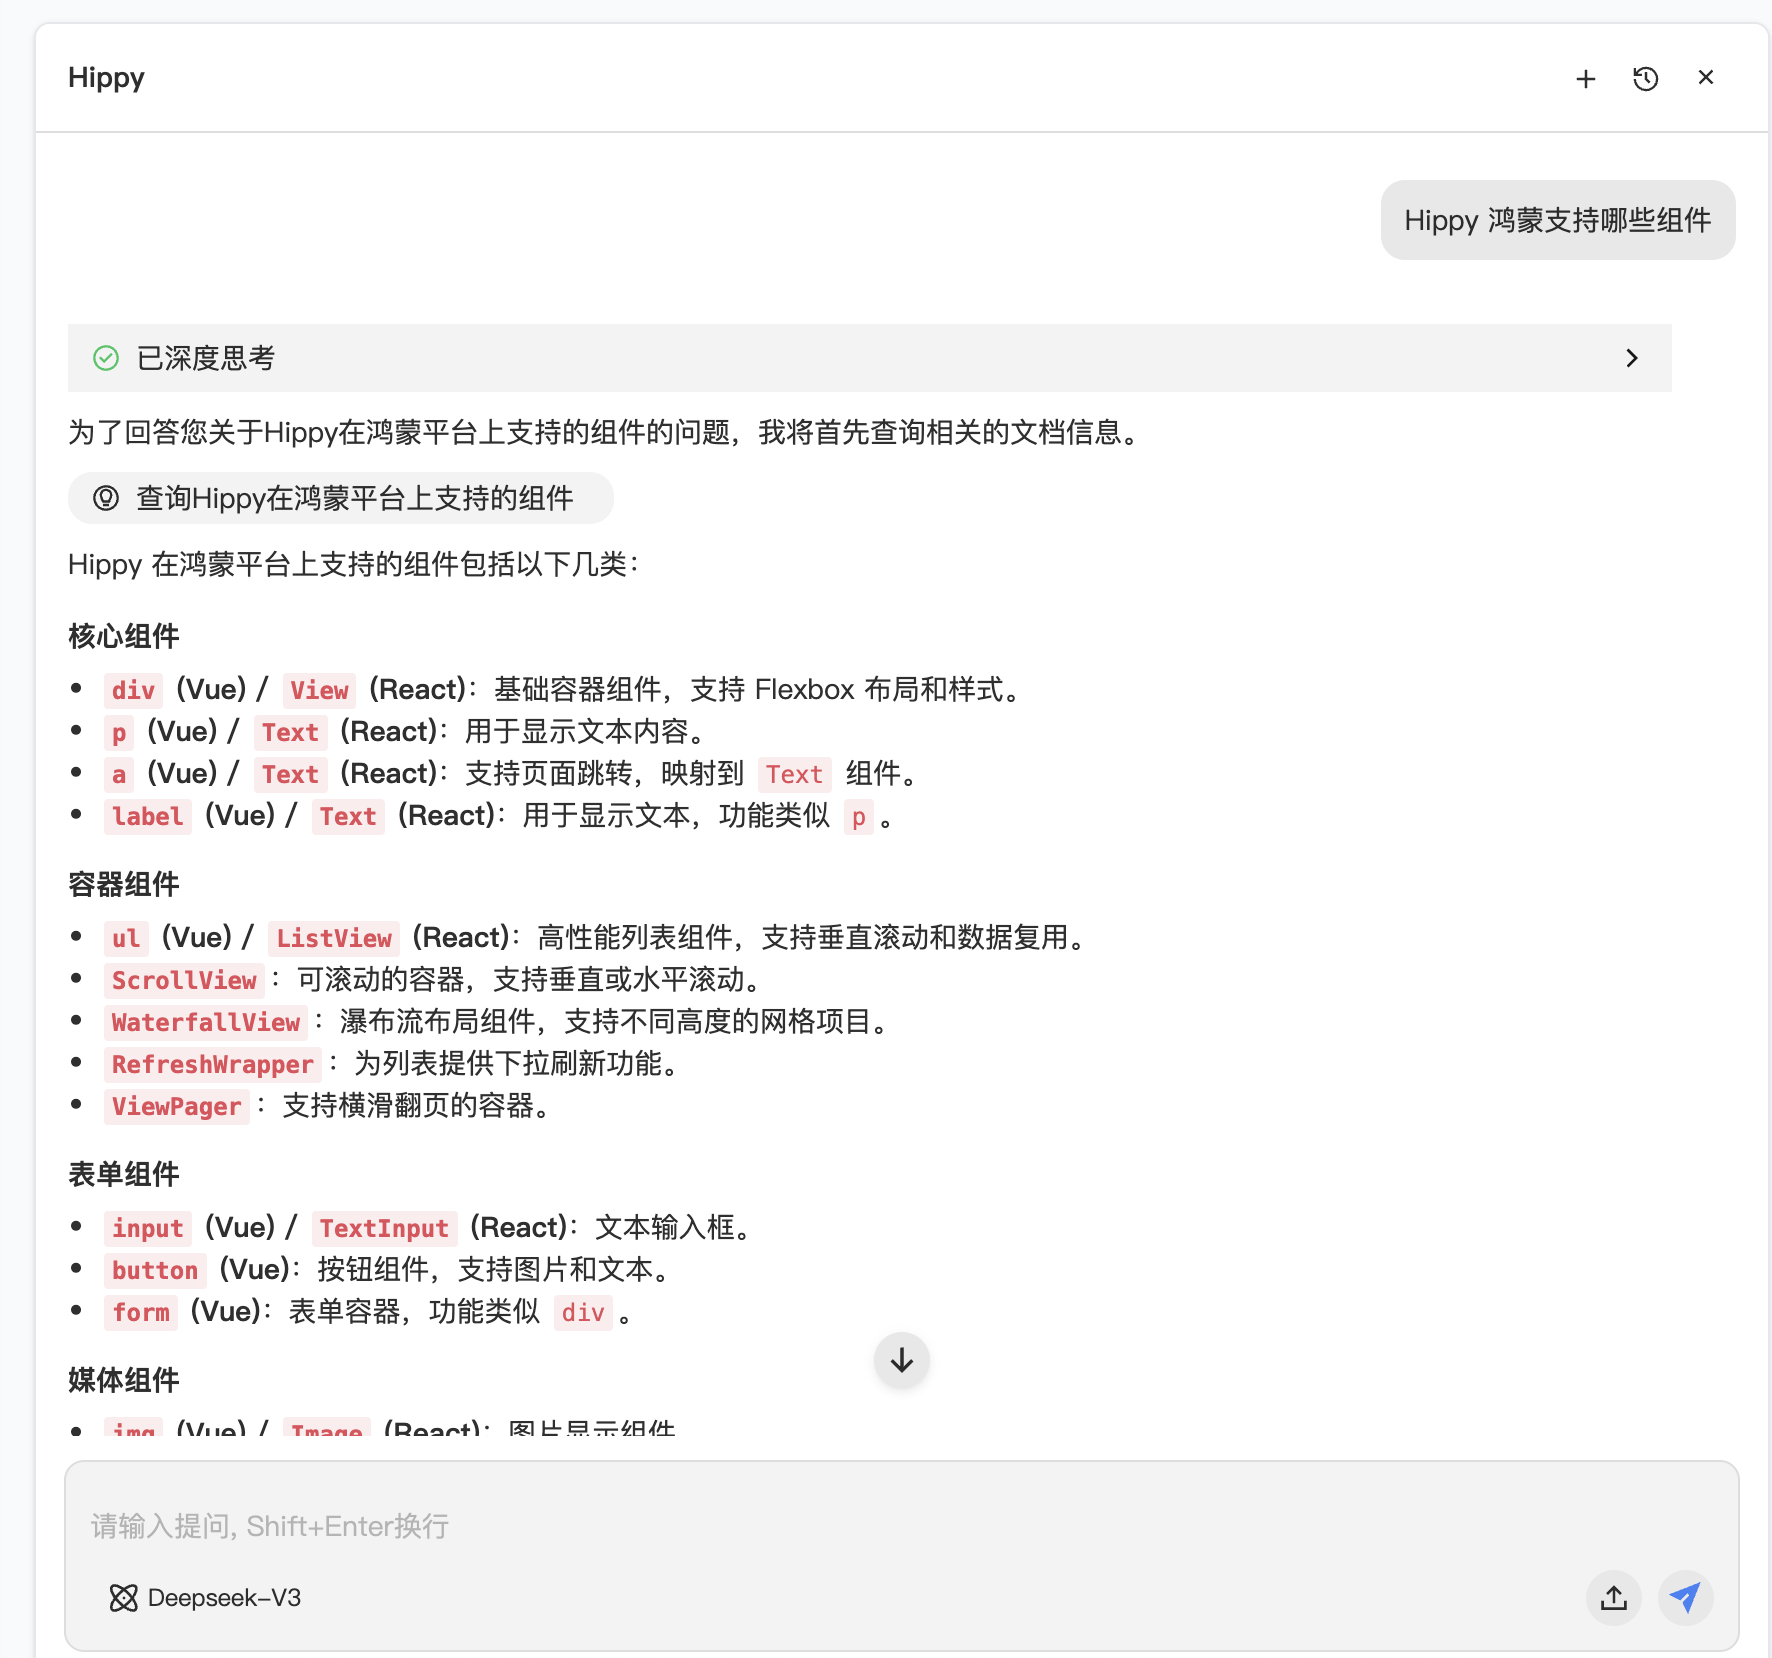 Hippy
Hippy 鸿蒙支持哪些组件
已深度思考
为了回答您关于Hippy在鸿蒙平台上支持的组件的问题，我将首先查询相关的文档信息。
查询Hippy在鸿蒙平台上支持的组件
Hippy 在鸿蒙平台上支持的组件包括以下几类：
核心组件
• div (Vue) / View (React)：基础容器组件，支持 Flexbox 布局和样式。
• p (Vue) / Text (React)：用于显示文本内容。
• a (Vue) / Text (React)：支持页面跳转，映射到 Text 组件。
• label (Vue) / Text (React)：用于显示文本，功能类似 p 。
容器组件
• ul (Vue) / ListView (React)：高性能列表组件，支持垂直滚动和数据复用。
• ScrollView ：可滚动的容器，支持垂直或水平滚动。
• WaterfallView ：瀑布流布局组件，支持不同高度的网格项目。
• RefreshWrapper ：为列表提供下拉刷新功能。
• ViewPager ：支持横滑翻页的容器。
表单组件
• input (Vue) / TextInput (React)：文本输入框。
• button (Vue)：按钮组件，支持图片和文本。
• form (Vue)：表单容器，功能类似 div 。
媒体组件
• img (Vue) / Image (React)：图片显示组件
请输入提问, Shift+Enter换行
Deepseek-V3